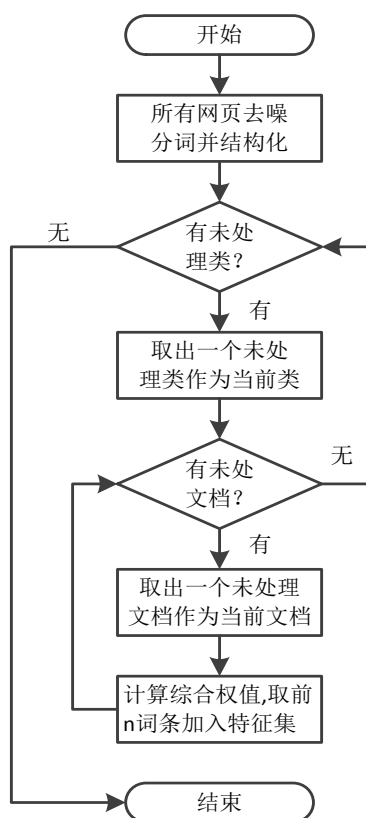 开始
所有网页去噪
分词并结构化
无
有未处
理类？
有
取出一个未处
理类作为当前类
有未处
文档？
无
有
取出一个未处理
文档作为当前文档
计算综合权值,取前
n词条加入特征集
结束